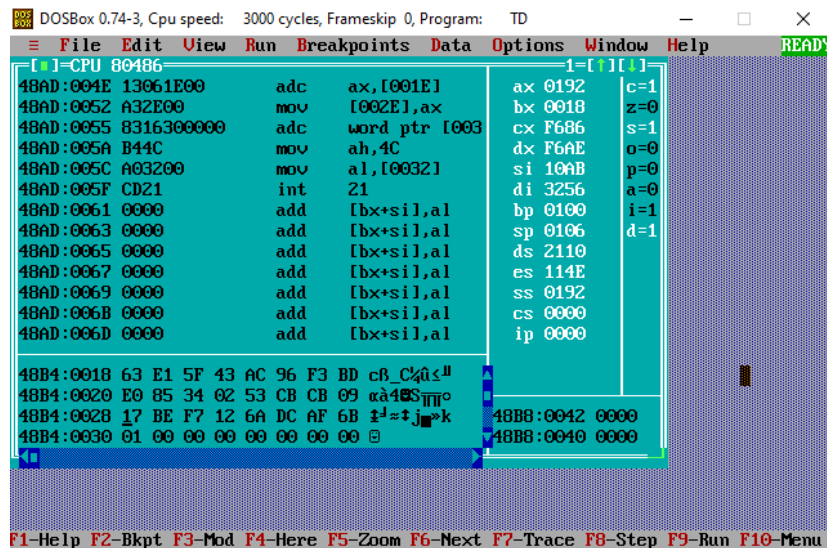 DOSBox 0.74-3, Cpu speed: 3000 cycles, Frameskip 0, Program: TD
≡ File Edit View Run Breakpoints Data Options Window Help READY
[■]=CPU 80486 1=[↑][↓]
48AD:004E 13061E00 adc ax,[001E] ax 0192 c=1
48AD:0052 A32E00 mov [002E],ax bx 0018 z=0
48AD:0055 8316300000 adc word ptr [003 cx F686 s=1
48AD:005A B44C mov ah,4C dx F6AE o=0
48AD:005C A03200 mov al,[0032] si 10AB p=0
48AD:005F CD21 int 21 di 3256 a=0
48AD:0061 0000 add [bx+si],al bp 0100 i=1
48AD:0063 0000 add [bx+si],al sp 0106 d=1
48AD:0065 0000 add [bx+si],al ds 2110
48AD:0067 0000 add [bx+si],al es 114E
48AD:0069 0000 add [bx+si],al ss 0192
48AD:006B 0000 add [bx+si],al cs 0000
48AD:006D 0000 add [bx+si],al ip 0000
48B4:0018 63 E1 5F 43 AC 96 F3 BD cß_C¼û≤╜
48B4:0020 E0 85 34 02 53 CB CB 09 αà4☻S╦╦○
48B4:0028 17 BE F7 12 6A DC AF 6B ↨╛≈↕j▄»k 48B8:0042 0000
48B4:0030 01 00 00 00 00 00 00 00 ☺ 48B8:0040 0000
F1-Help F2-Bkpt F3-Mod F4-Here F5-Zoom F6-Next F7-Trace F8-Step F9-Run F10-Menu